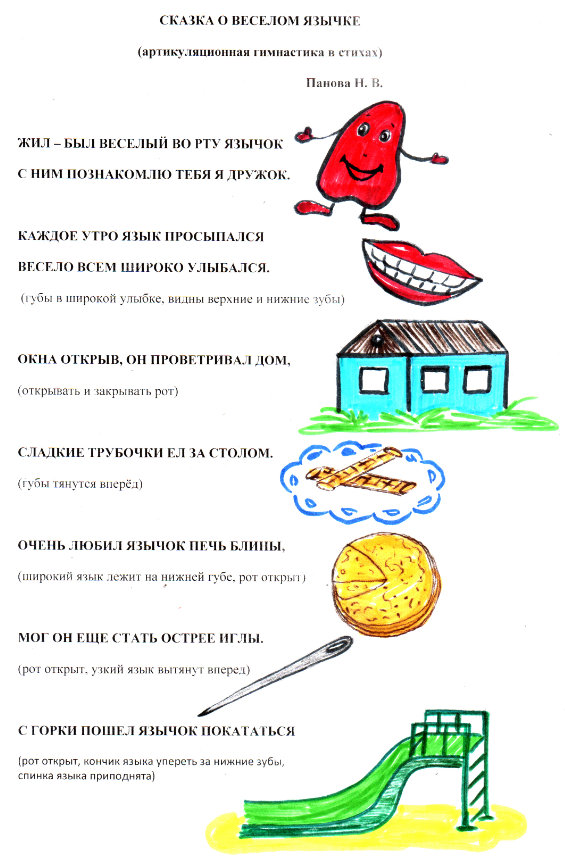 СКАЗКА О ВЕСЕЛОМ ЯЗЫЧКЕ
(артикуляционная гимнастика в стихах)
Панова Н. В.
ЖИЛ – БЫЛ ВЕСЕЛЫЙ ВО РТУ ЯЗЫЧОК
С НИМ ПОЗНАКОМЛЮ ТЕБЯ Я ДРУЖОК.
КАЖДОЕ УТРО ЯЗЫК ПРОСЫПАЛСЯ
ВЕСЕЛО ВСЕМ ШИРОКО УЛЫБАЛСЯ.
(губы в широкой улыбке, видны верхние и нижние зубы)
ОКНА ОТКРЫВ, ОН ПРОВЕТРИВАЛ ДОМ,
(открывать и закрывать рот)
СЛАДКИЕ ТРУБОЧКИ ЕЛ ЗА СТОЛОМ.
(губы тянутся вперёд)
ОЧЕНЬ ЛЮБИЛ ЯЗЫЧОК ПЕЧЬ БЛИНЫ,
(широкий язык лежит на нижней губе, рот открыт)
МОГ ОН ЕЩЕ СТАТЬ ОСТРЕЕ ИГЛЫ.
(рот открыт, узкий язык вытянут вперед)
С ГОРКИ ПОШЕЛ ЯЗЫЧОК ПОКАТАТЬСЯ
(рот открыт, кончик языка упереть за нижние зубы,
спинка языка приподнята)